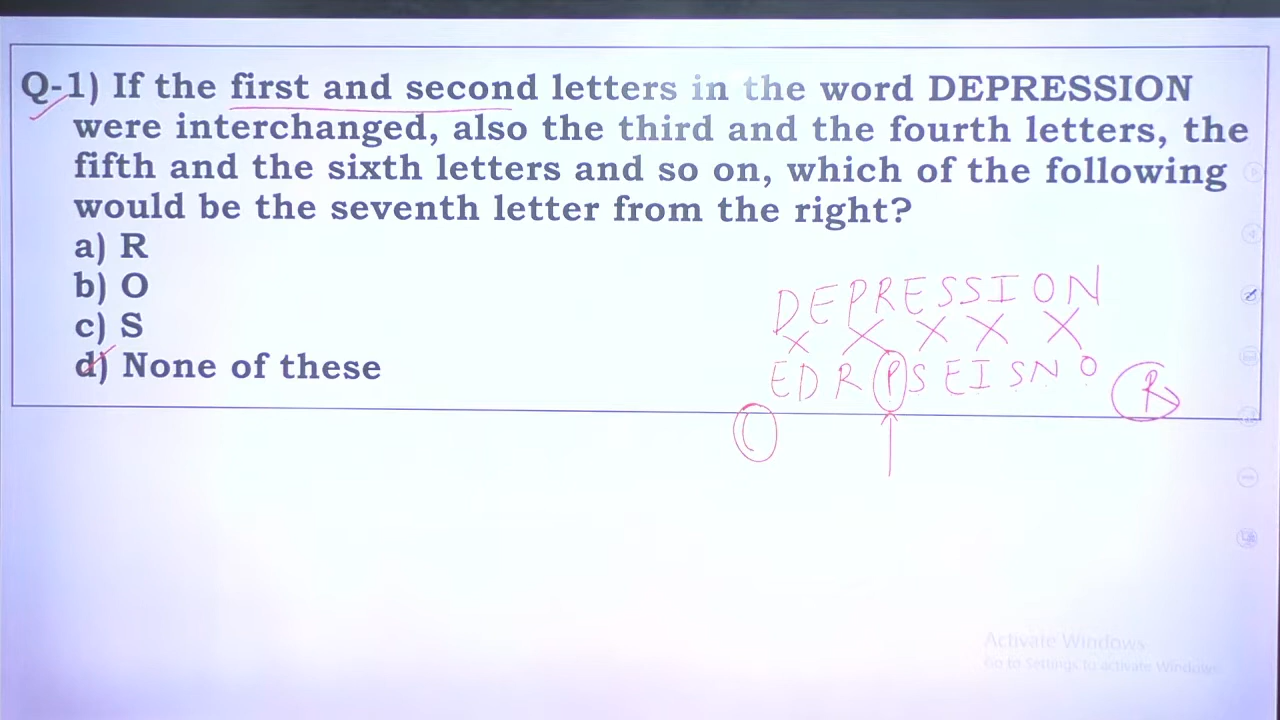 Q-1) If the first and second letters in the word DEPRESSION
were interchanged, also the third and the fourth letters, the
fifth and the sixth letters and so on, which of the following
would be the seventh letter from the right?
a) R
b) O
c) S
d) None of these
DEPRESSION
EDRPSEISNO
R
Activate Windows
Go to Settings to activate Windows.